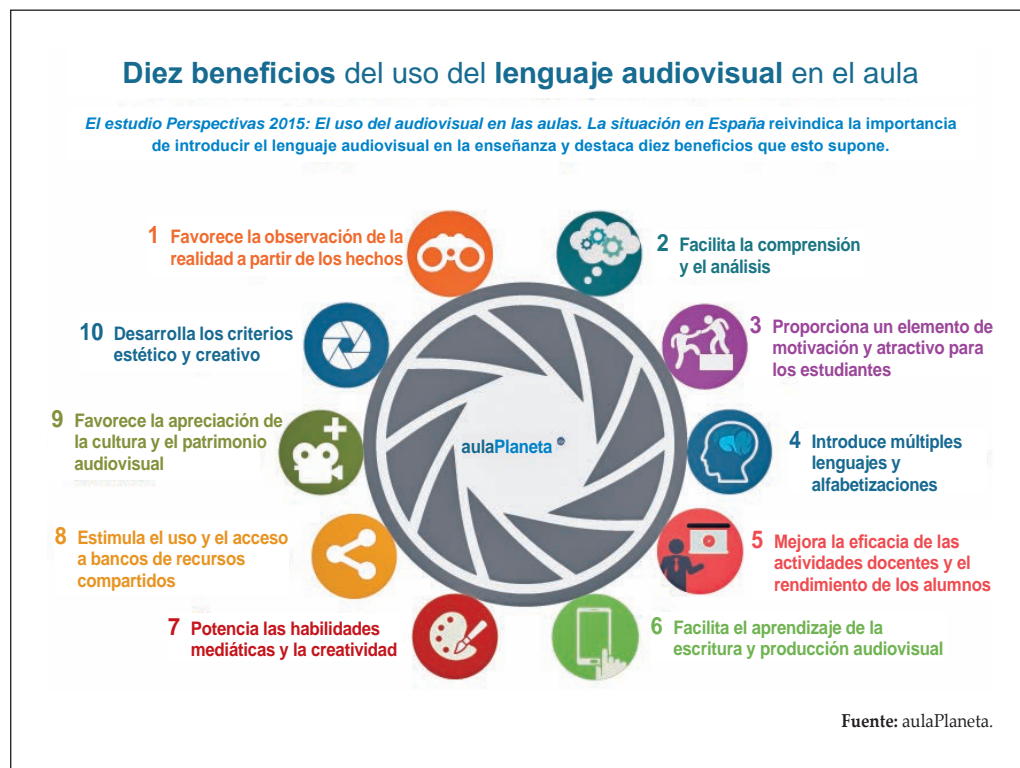 Diez beneficios del uso del lenguaje audiovisual en el aula
El estudio Perspectivas 2015: El uso del audiovisual en las aulas. La situación en España reivindica la importancia
de introducir el lenguaje audiovisual en la enseñanza y destaca diez beneficios que esto supone.
1 Favorece la observación de la
realidad a partir de los hechos
2 Facilita la comprensión
y el análisis
3 Proporciona un elemento de
motivación y atractivo para
los estudiantes
4 Introduce múltiples
lenguajes y
alfabetizaciones
5 Mejora la eficacia de las
actividades docentes y el
rendimiento de los alumnos
6 Facilita el aprendizaje de la
escritura y producción audiovisual
7 Potencia las habilidades
mediáticas y la creatividad
8 Estimula el uso y el acceso
a bancos de recursos
compartidos
9 Favorece la apreciación de
la cultura y el patrimonio
audiovisual
10 Desarrolla los criterios
estético y creativo
aulaPlaneta
Fuente: aulaPlaneta.